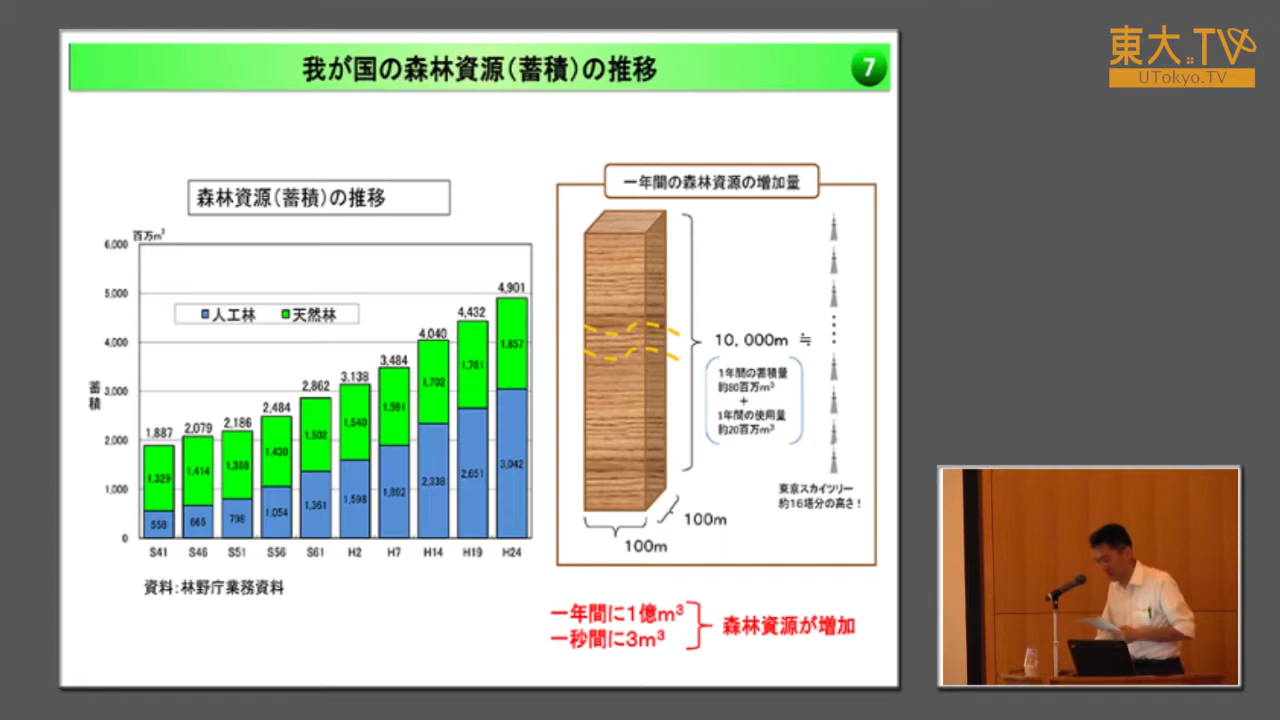 東大.TV
UTokyo.TV
我が国の森林資源(蓄積)の推移
7
森林資源(蓄積)の推移
百万m³
6,000
5,000
4,000
3,000
2,000
1,000
0
蓄積
人工林 天然林
1,887 2,079 2,186 2,484 2,862 3,138 3,484 4,040 4,432 4,901
1,329 1,414 1,388 1,430 1,502 1,540 1,591 1,702 1,781 1,857
558 665 798 1,054 1,361 1,598 1,892 2,338 2,651 3,042
S41 S46 S51 S56 S61 H2 H7 H14 H19 H24
資料:林野庁業務資料
一年間の森林資源の増加量
10,000m ≒
1年間の蓄積量
約80百万m³
+
1年間の使用量
約20百万m³
東京スカイツリー
約16塔分の高さ!
100m
100m
一年間に1億m³
一秒間に3m³
森林資源が増加